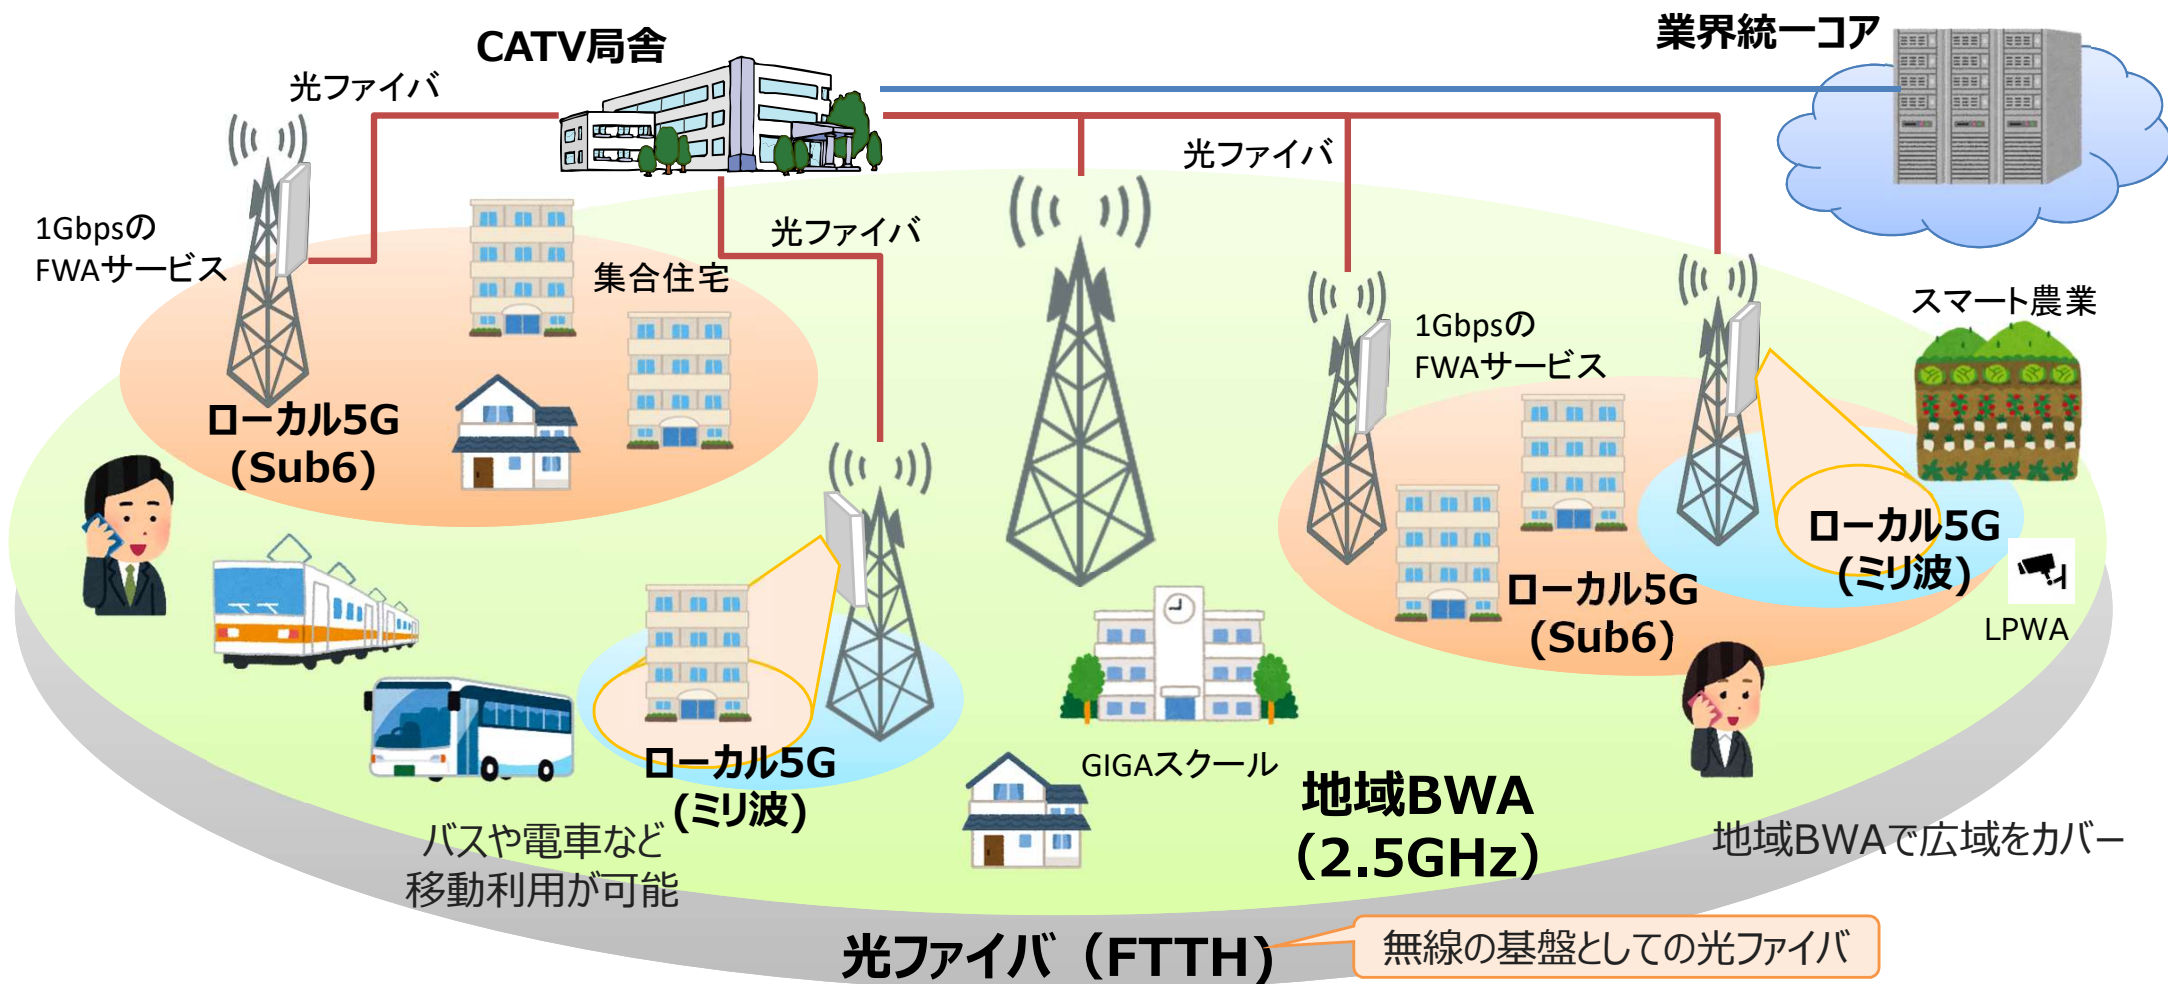 CATV局舎
業界統一コア
光ファイバ
光ファイバ
1Gbpsの
FWAサービス
光ファイバ
集合住宅
スマート農業
1Gbpsの
FWAサービス
ローカル5G
(Sub6)
ローカル5G
(ミリ波)
ローカル5G
(Sub6)
LPWA
ローカル5G
(ミリ波)
GIGAスクール
地域BWA
（2.5GHz）
バスや電車など
移動利用が可能
地域BWAで広域をカバー
光ファイバ（FTTH）
無線の基盤としての光ファイバ